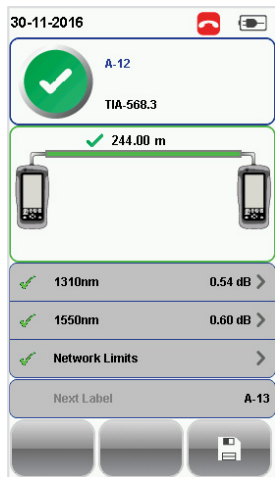 30-11-2016
A-12
TIA-568.3
244.00 m
1310nm 0.54 dB
1550nm 0.60 dB
Network Limits
Next Label A-13